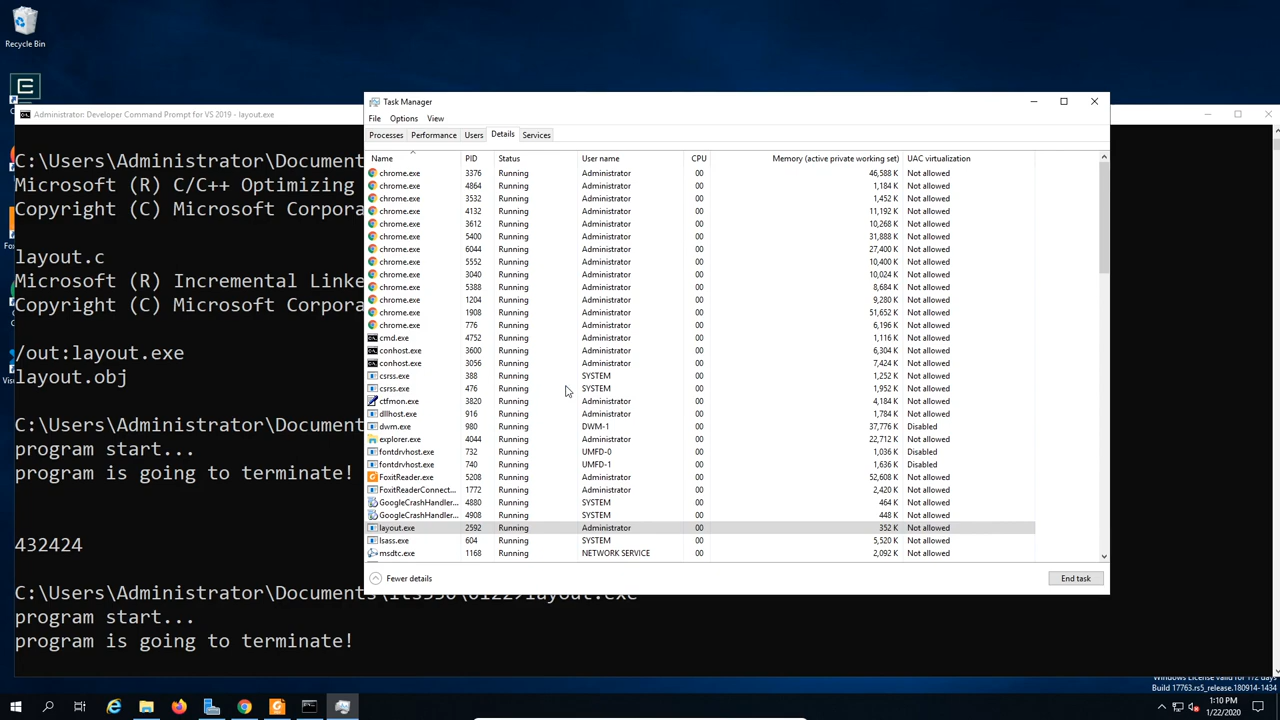 Recycle Bin
Administrator: Developer Command Prompt for VS 2019 - layout.exe
C:\Users\Administrator\Document
Microsoft (R) C/C++ Optimizing
Copyright (C) Microsoft Corpora
layout.c
Microsoft (R) Incremental Linke
Copyright (C) Microsoft Corpora
/out:layout.exe
layout.obj
C:\Users\Administrator\Document
program start...
program is going to terminate!
432424
C:\Users\Administrator\Documents
program start...
program is going to terminate!
Task Manager
File Options View
Processes Performance Users Details Services
Name PID Status User name CPU Memory (active private working set) UAC virtualization
chrome.exe 3376 Running Administrator 00 46,588 K Not allowed
chrome.exe 4864 Running Administrator 00 1,184 K Not allowed
chrome.exe 3532 Running Administrator 00 1,452 K Not allowed
chrome.exe 4132 Running Administrator 00 11,192 K Not allowed
chrome.exe 3612 Running Administrator 00 10,268 K Not allowed
chrome.exe 5400 Running Administrator 00 31,888 K Not allowed
chrome.exe 6044 Running Administrator 00 27,400 K Not allowed
chrome.exe 5552 Running Administrator 00 10,400 K Not allowed
chrome.exe 3040 Running Administrator 00 10,024 K Not allowed
chrome.exe 5388 Running Administrator 00 8,684 K Not allowed
chrome.exe 1204 Running Administrator 00 9,280 K Not allowed
chrome.exe 1908 Running Administrator 00 51,652 K Not allowed
chrome.exe 776 Running Administrator 00 6,196 K Not allowed
cmd.exe 4752 Running Administrator 00 1,116 K Not allowed
conhost.exe 3600 Running Administrator 00 6,304 K Not allowed
conhost.exe 3056 Running Administrator 00 7,424 K Not allowed
csrss.exe 388 Running SYSTEM 00 1,252 K Not allowed
csrss.exe 476 Running SYSTEM 00 1,952 K Not allowed
ctfmon.exe 3820 Running Administrator 00 4,184 K Not allowed
dllhost.exe 916 Running Administrator 00 1,784 K Not allowed
dwm.exe 980 Running DWM-1 00 37,776 K Disabled
explorer.exe 4044 Running Administrator 00 22,712 K Not allowed
fontdrvhost.exe 732 Running UMFD-0 00 1,036 K Disabled
fontdrvhost.exe 740 Running UMFD-1 00 1,636 K Disabled
FoxitReader.exe 5208 Running Administrator 00 52,608 K Not allowed
FoxitReaderConnect... 1772 Running Administrator 00 2,420 K Not allowed
GoogleCrashHandler... 4880 Running SYSTEM 00 464 K Not allowed
GoogleCrashHandler... 4908 Running SYSTEM 00 448 K Not allowed
layout.exe 2592 Running Administrator 00 352 K Not allowed
lsass.exe 604 Running SYSTEM 00 5,520 K Not allowed
msdtc.exe 1168 Running NETWORK SERVICE 00 2,092 K Not allowed
Fewer details End task
Windows License valid for 172 days
Build 17763.rs5_release.180914-1434
1:10 PM
1/22/2020